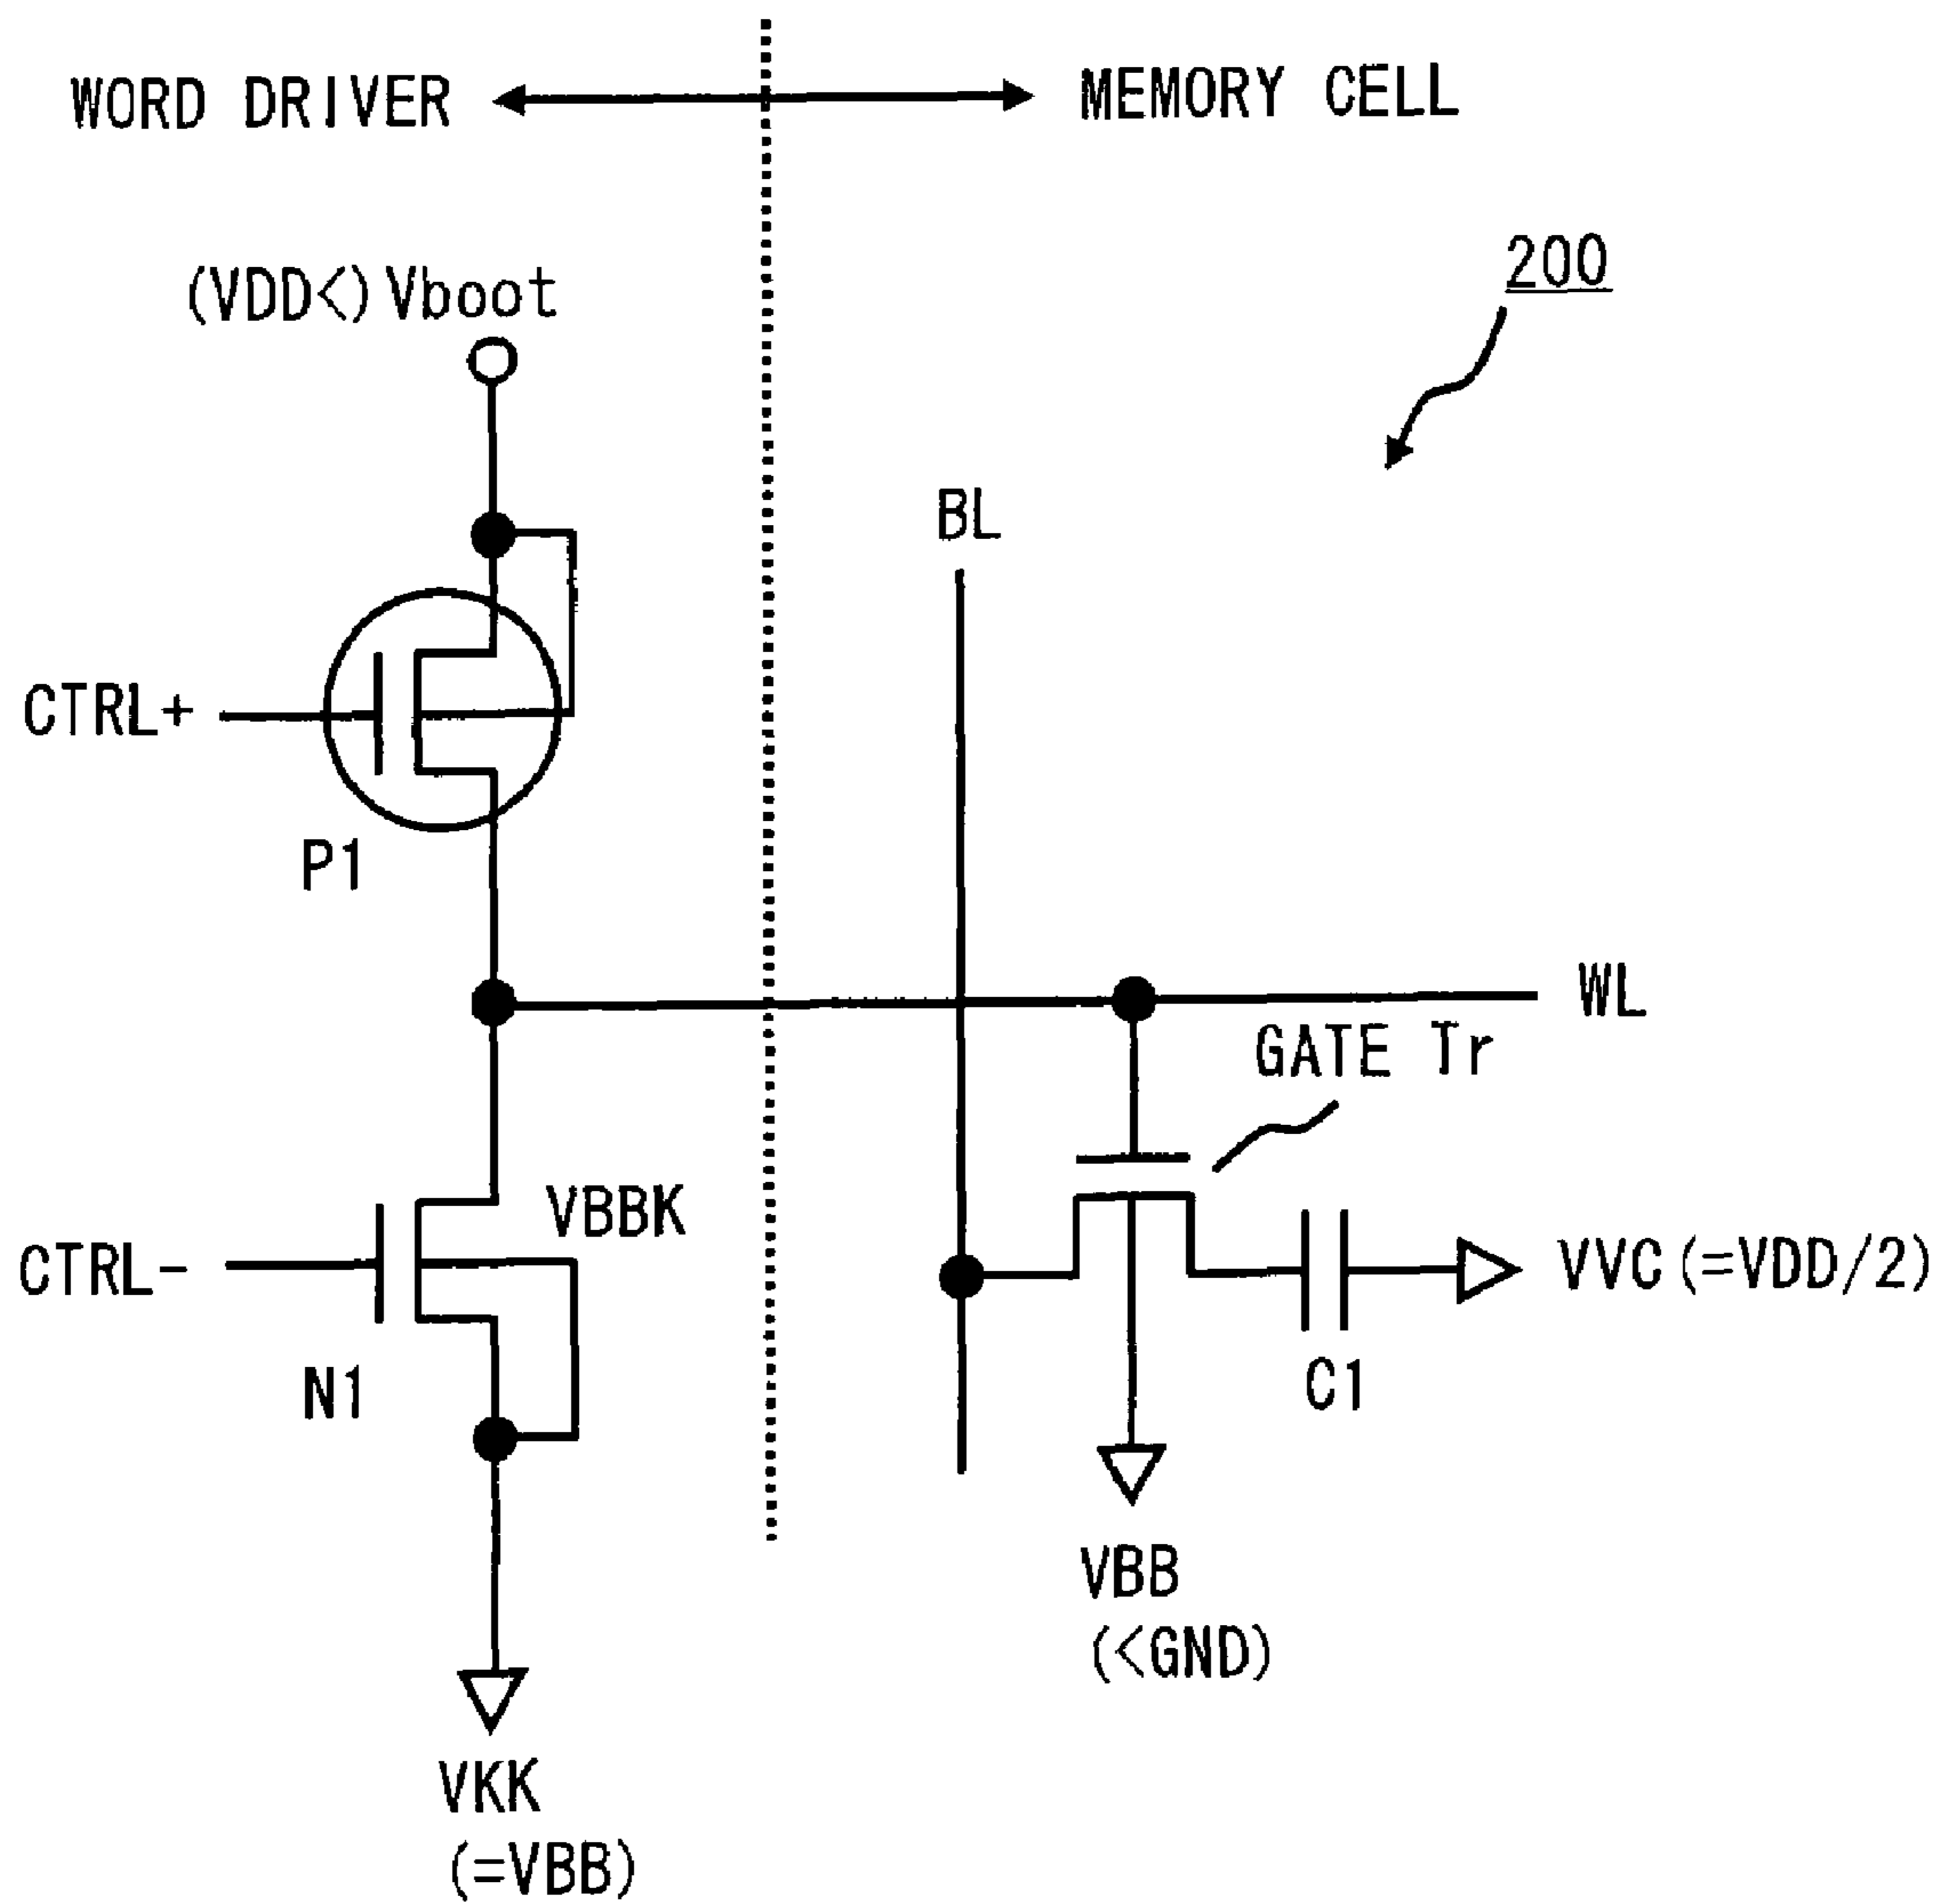 WORD DRIVER
MEMORY CELL
200
(VDD<)Vboot
BL
CTRL+
P1
WL
GATE Tr
VBBK
CTRL-
VVC(=VDD/2)
N1
C1
VBB
(<GND)
VKK
(=VBB)